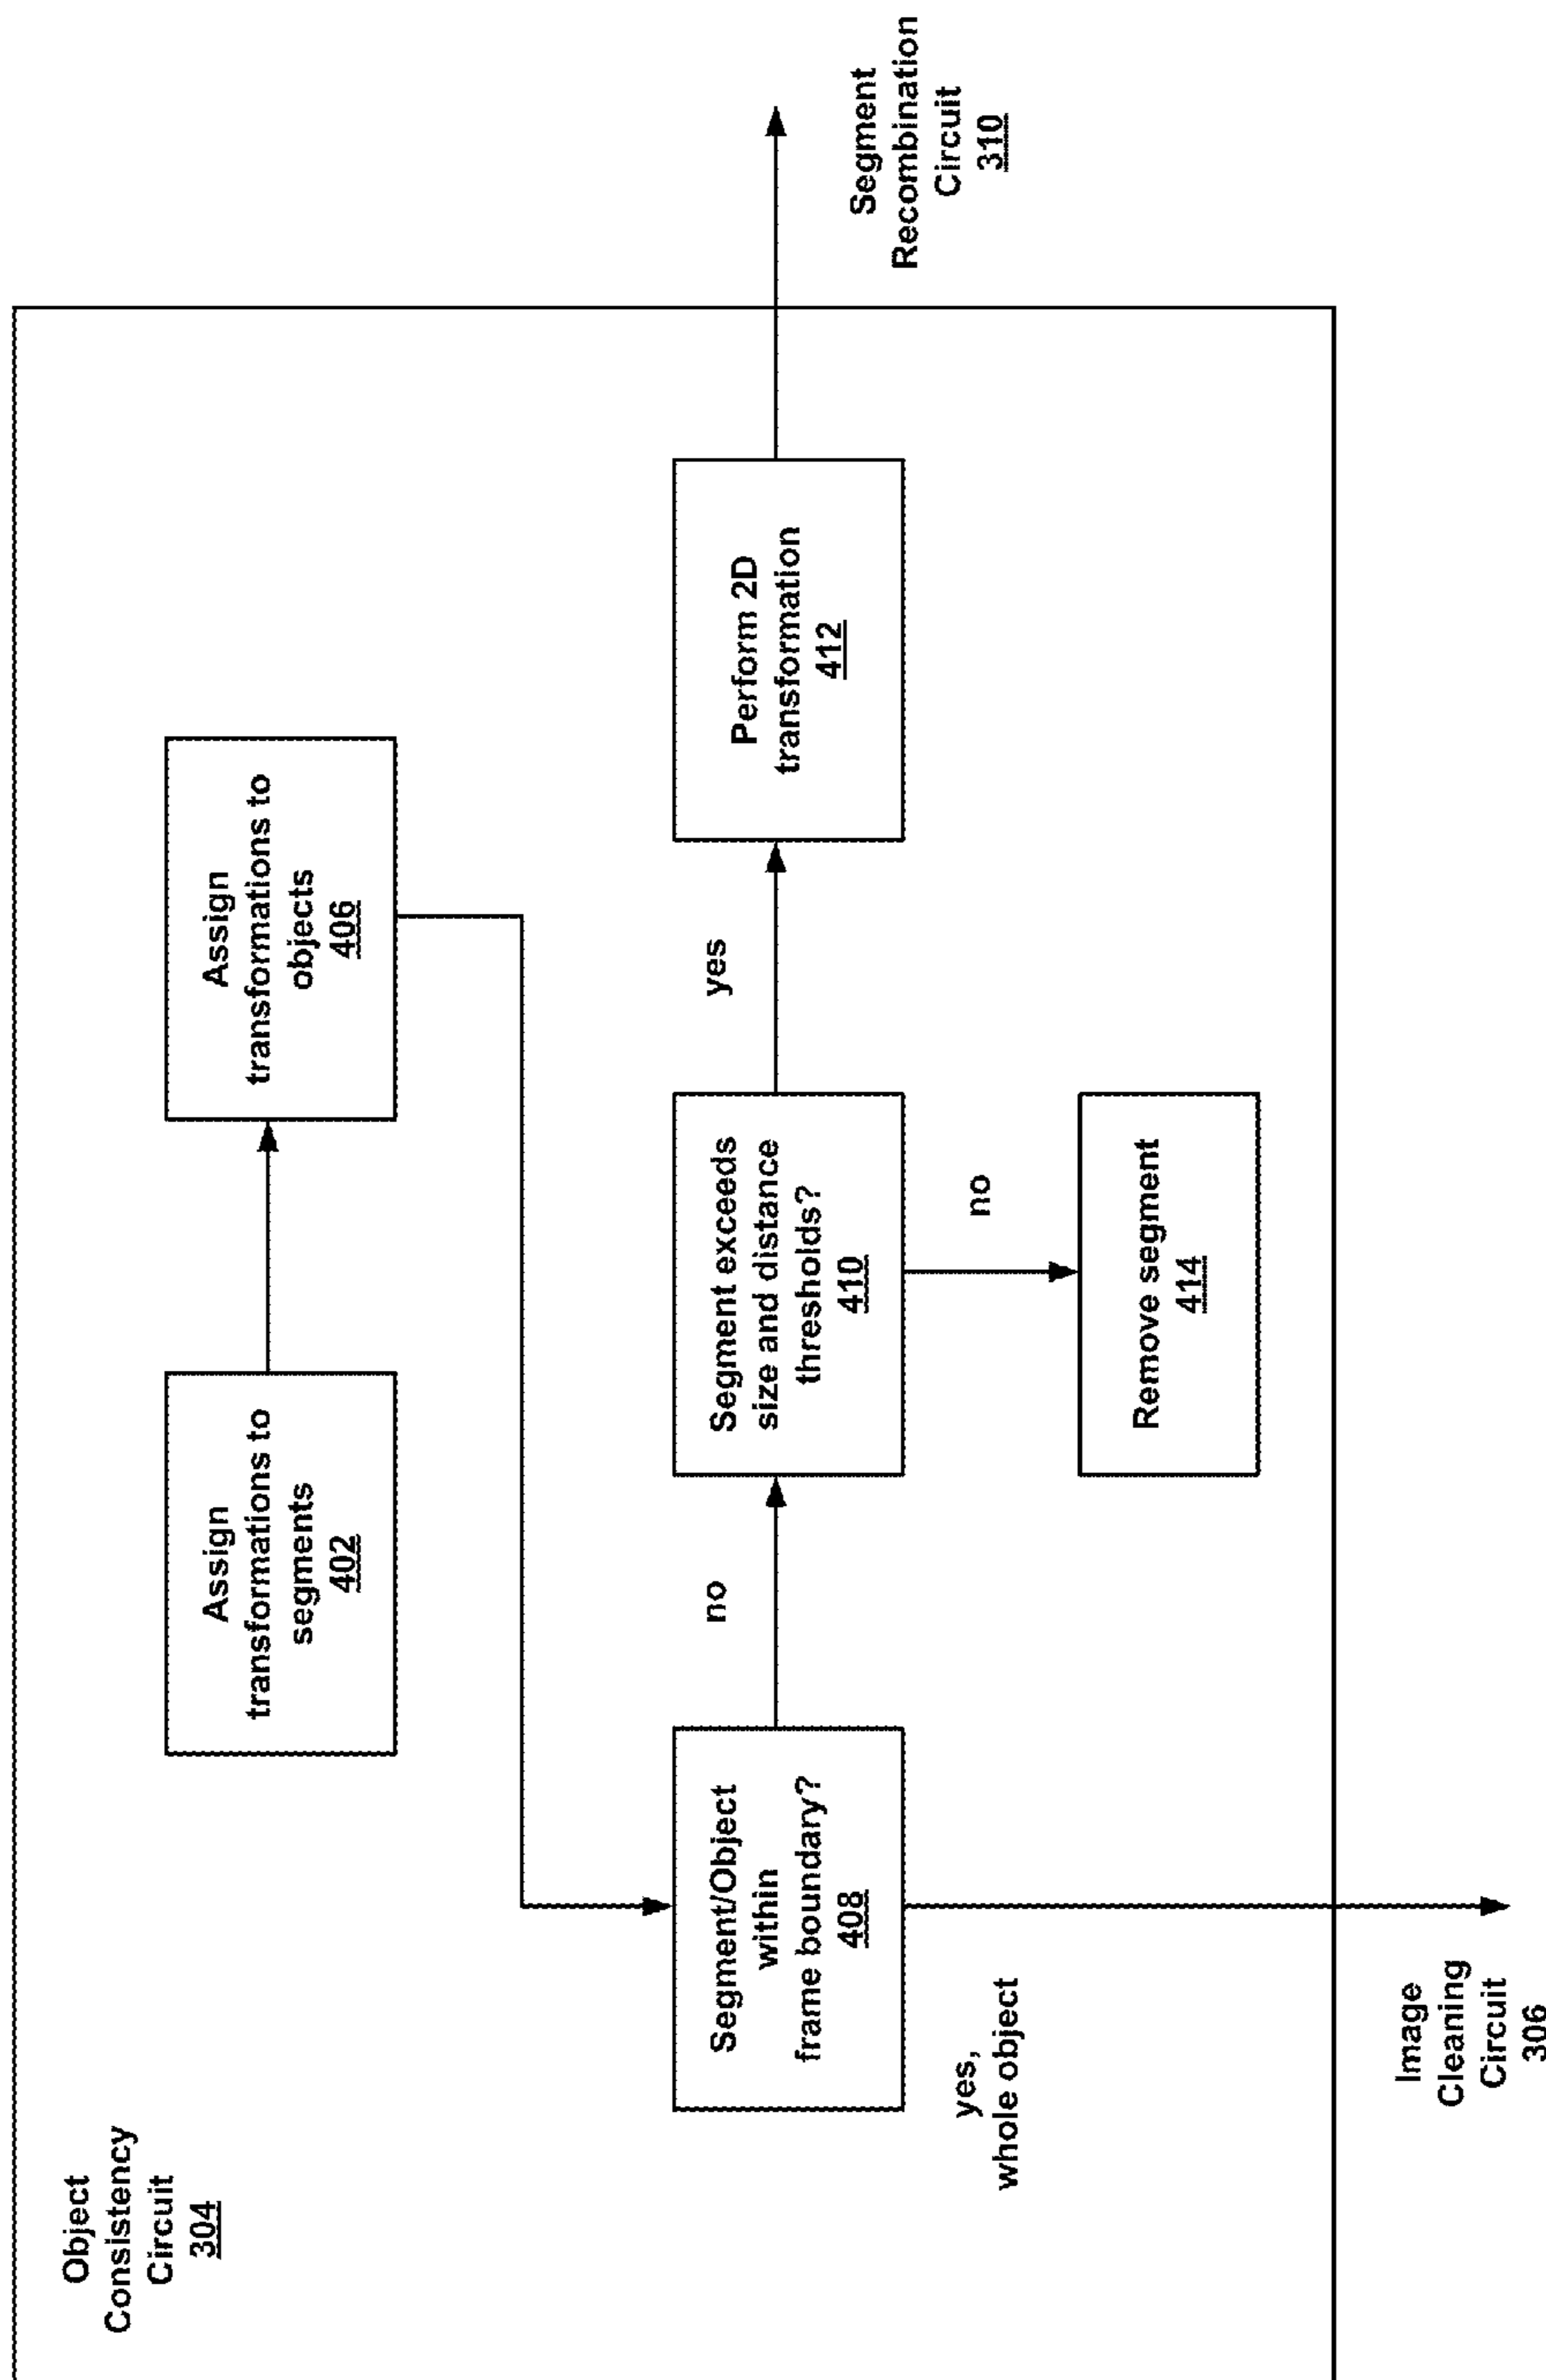 Object
Consistency
Circuit
304
Assign
transformations to
segments
402
Assign
transformations to
objects
406
Segment/Object
within
frame boundary?
408
no
Segment exceeds
size and distance
thresholds?
410
yes
Perform 2D
transformation
412
Segment
Recombination
Circuit
310
yes,
whole object
no
Remove segment
414
Image
Cleaning
Circuit
306